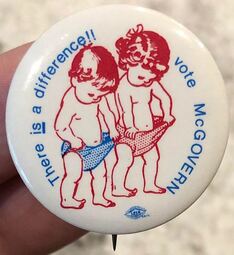 There is a difference!!
vote McGOVERN